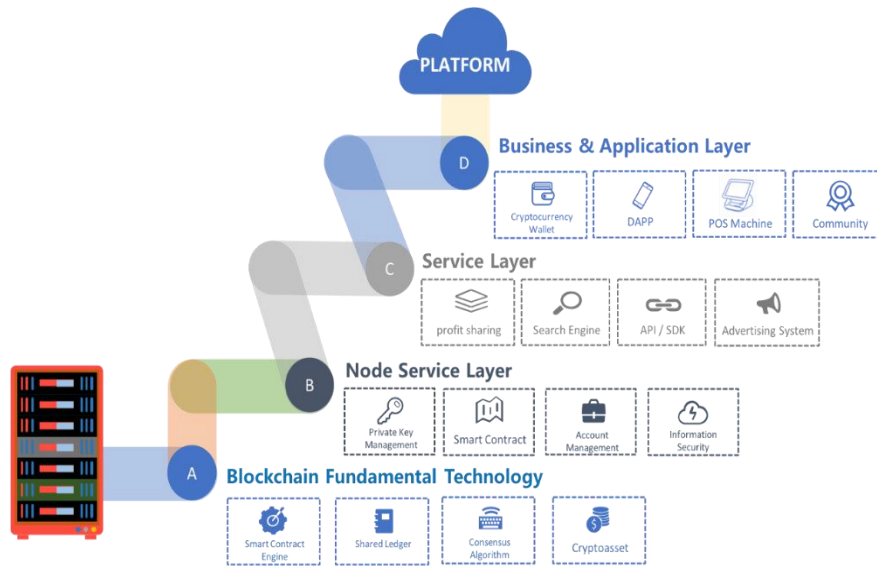 PLATFORM
D
Business & Application Layer
Cryptocurrency
Wallet
DAPP
POS Machine
Community
C
Service Layer
profit sharing
Search Engine
API / SDK
Advertising System
B
Node Service Layer
Private Key
Management
Smart Contract
Account
Management
Information
Security
A
Blockchain Fundamental Technology
Smart Contract
Engine
Shared Ledger
Consensus
Algorithm
Cryptoasset